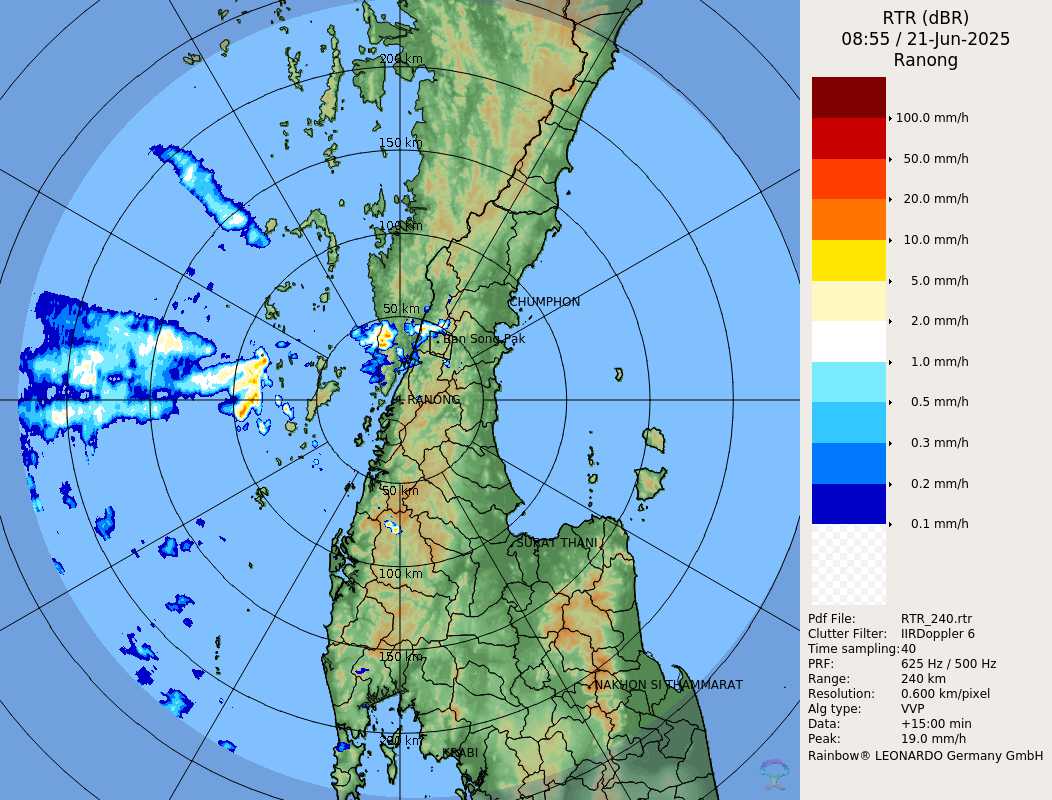 RTR (dBR)
08:55 / 21-Jun-2025
Ranong
200 km
150 km
100 km
50 km
CHUMPHON
Ban Song Pak
RANONG
50 km
SURAT THANI
100 km
150 km
NAKHON SI THAMMARAT
200 km
KRABI
100.0 mm/h
50.0 mm/h
20.0 mm/h
10.0 mm/h
5.0 mm/h
2.0 mm/h
1.0 mm/h
0.5 mm/h
0.3 mm/h
0.2 mm/h
0.1 mm/h
Pdf File: RTR_240.rtr
Clutter Filter: IIRDoppler 6
Time sampling:40
PRF: 625 Hz / 500 Hz
Range: 240 km
Resolution: 0.600 km/pixel
Alg type: VVP
Data: +15:00 min
Peak: 19.0 mm/h
Rainbow® LEONARDO Germany GmbH